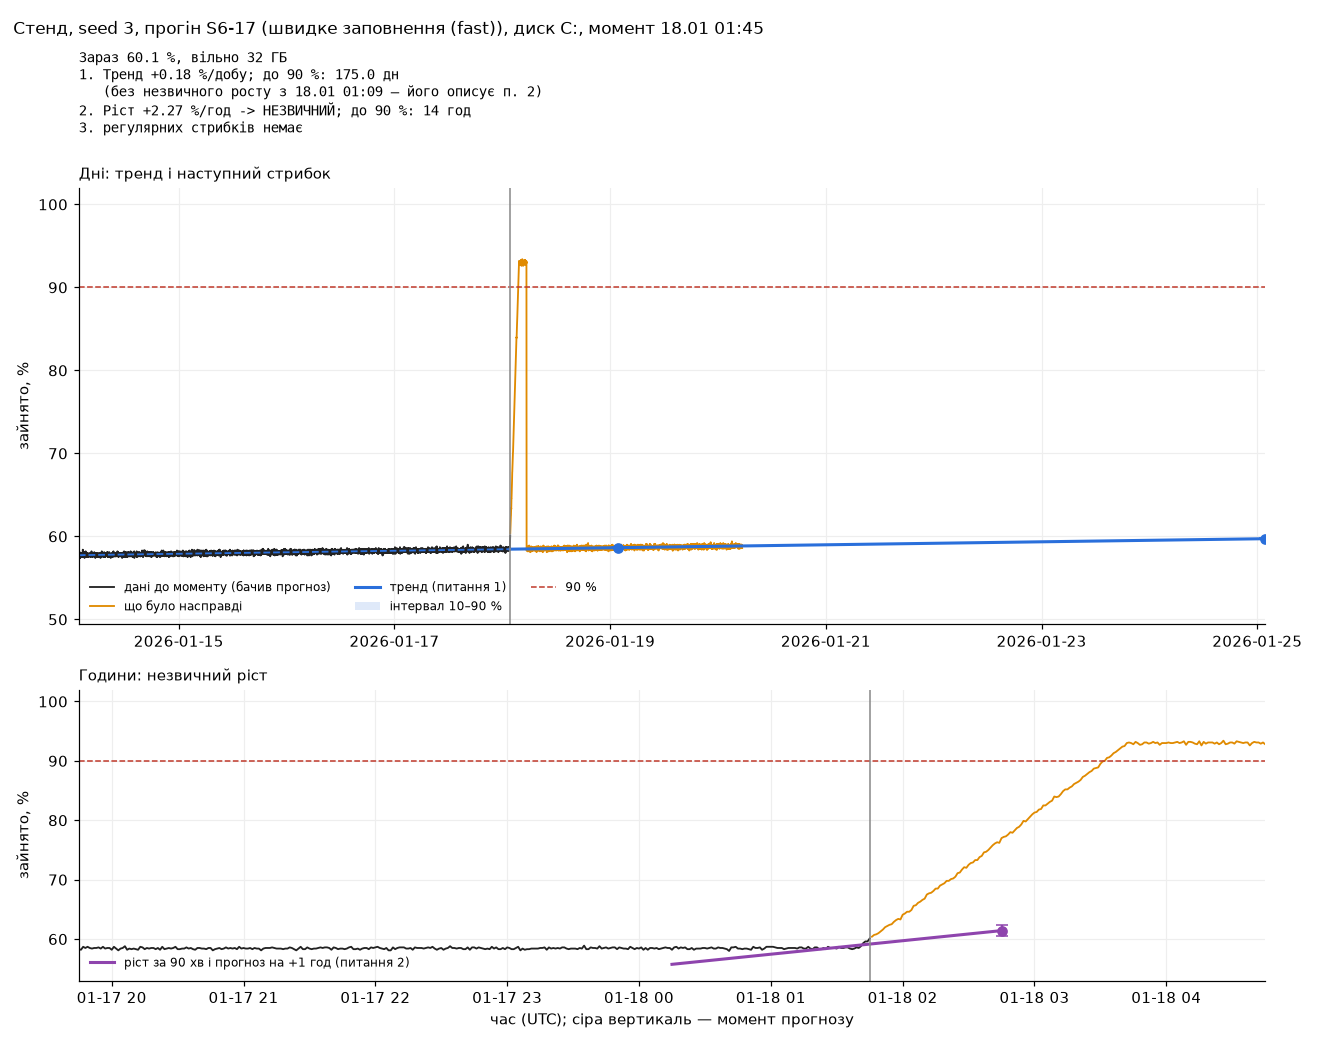 Стенд, seed 3, прогін S6-17 (швидке заповнення (fast)), диск C:, момент 18.01 01:45
Зараз 60.1 %, вільно 32 ГБ
1. Тренд +0.18 %/добу; до 90 %: 175.0 дн
(без незвичного росту з 18.01 01:09 — його описує п. 2)
2. Ріст +2.27 %/год -> НЕЗВИЧНИЙ; до 90 %: 14 год
3. регулярних стрибків немає
Дні: тренд і наступний стрибок
100
90
80
70
60
50
зайнято, %
дані до моменту (бачив прогноз)
що було насправді
тренд (питання 1)
інтервал 10–90 %
90 %
2026-01-15
2026-01-17
2026-01-19
2026-01-21
2026-01-23
2026-01-25
Години: незвичний ріст
100
90
80
70
60
зайнято, %
ріст за 90 хв і прогноз на +1 год (питання 2)
01-17 20
01-17 21
01-17 22
01-17 23
01-18 00
01-18 01
01-18 02
01-18 03
01-18 04
час (UTC); сіра вертикаль — момент прогнозу